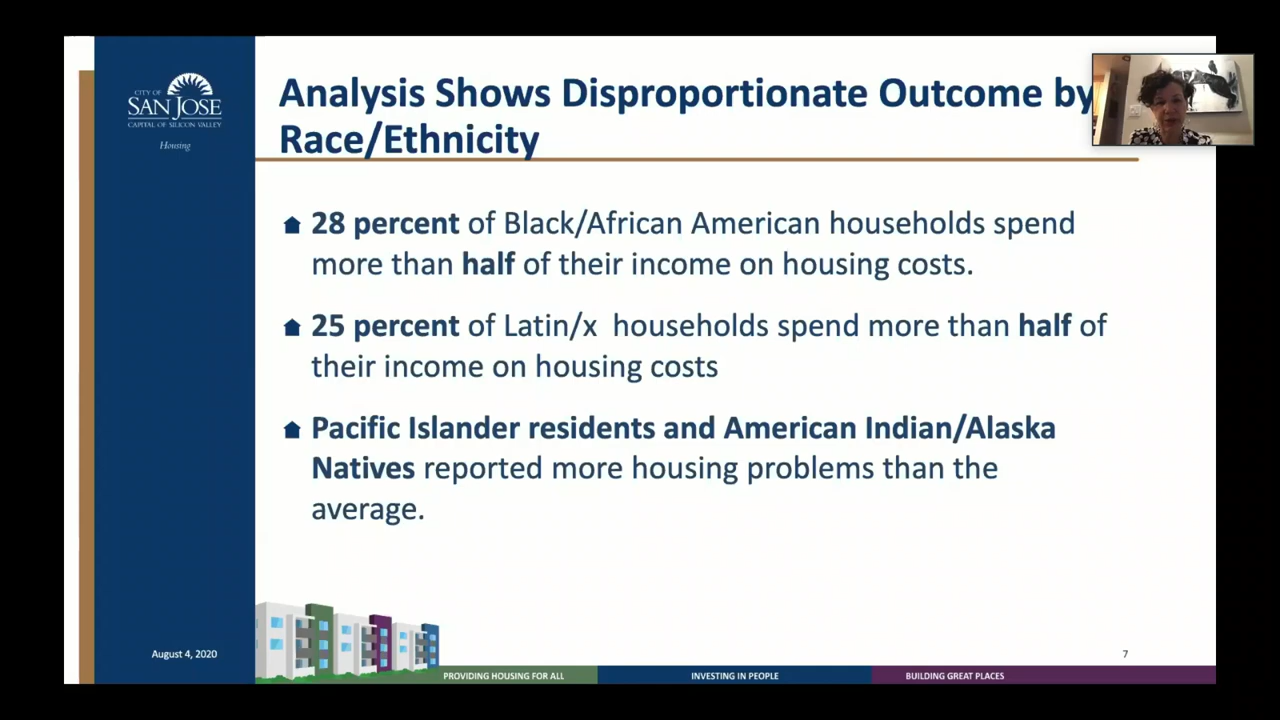 CITY OF
SAN JOSE
CAPITAL OF SILICON VALLEY
Housing
Analysis Shows Disproportionate Outcome by
Race/Ethnicity
28 percent of Black/African American households spend
more than half of their income on housing costs.
25 percent of Latin/x households spend more than half of
their income on housing costs
Pacific Islander residents and American Indian/Alaska
Natives reported more housing problems than the
average.
August 4, 2020
7
PROVIDING HOUSING FOR ALL
INVESTING IN PEOPLE
BUILDING GREAT PLACES